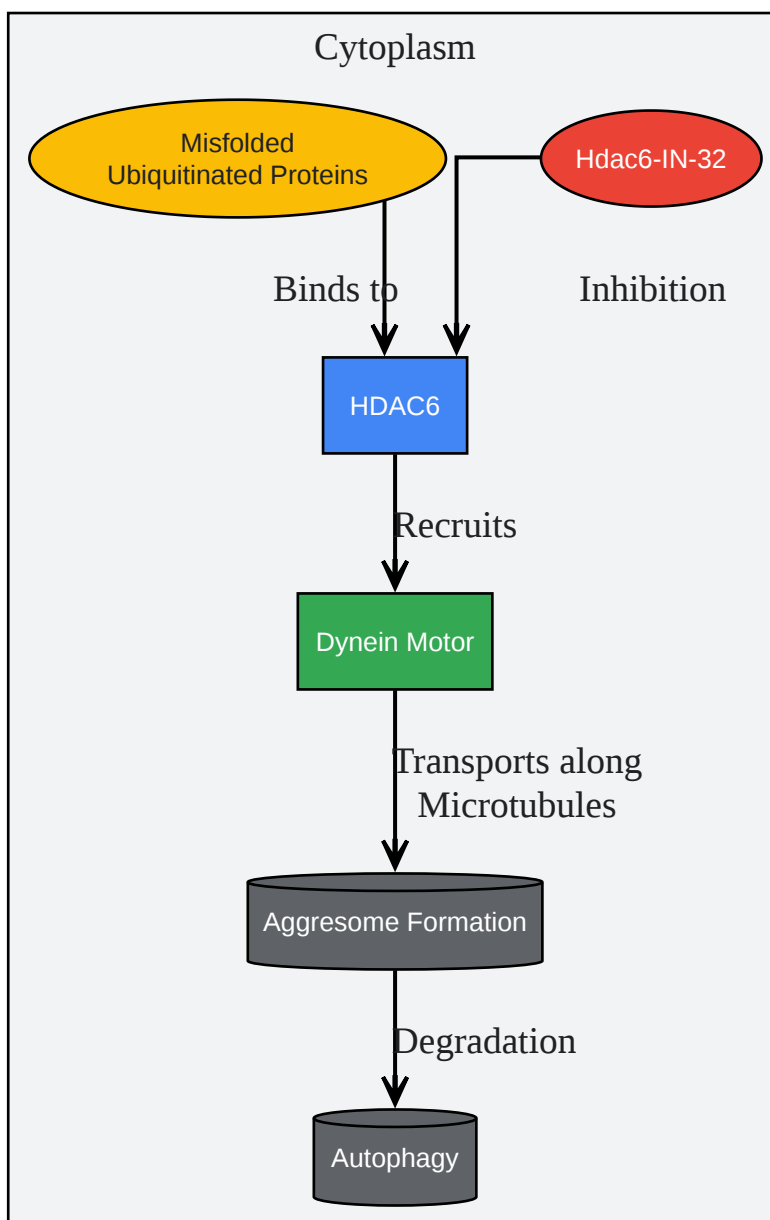 Cytoplasm
Misfolded
Ubiquitinated Proteins
Hdac6-IN-32
Binds to
Inhibition
HDAC6
Recruits
Dynein Motor
Transports along
Microtubules
Aggresome Formation
Degradation
Autophagy